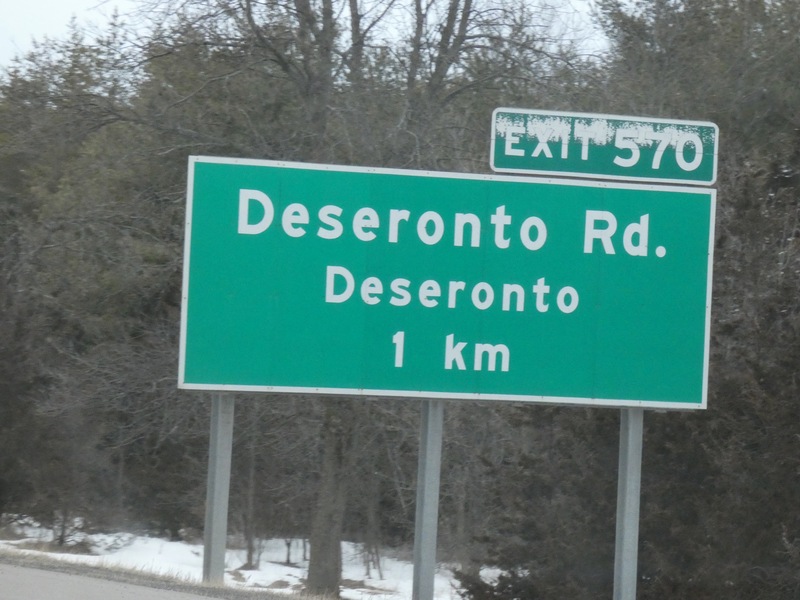 EXIT 570
Deseronto Rd.
Deseronto
1 km